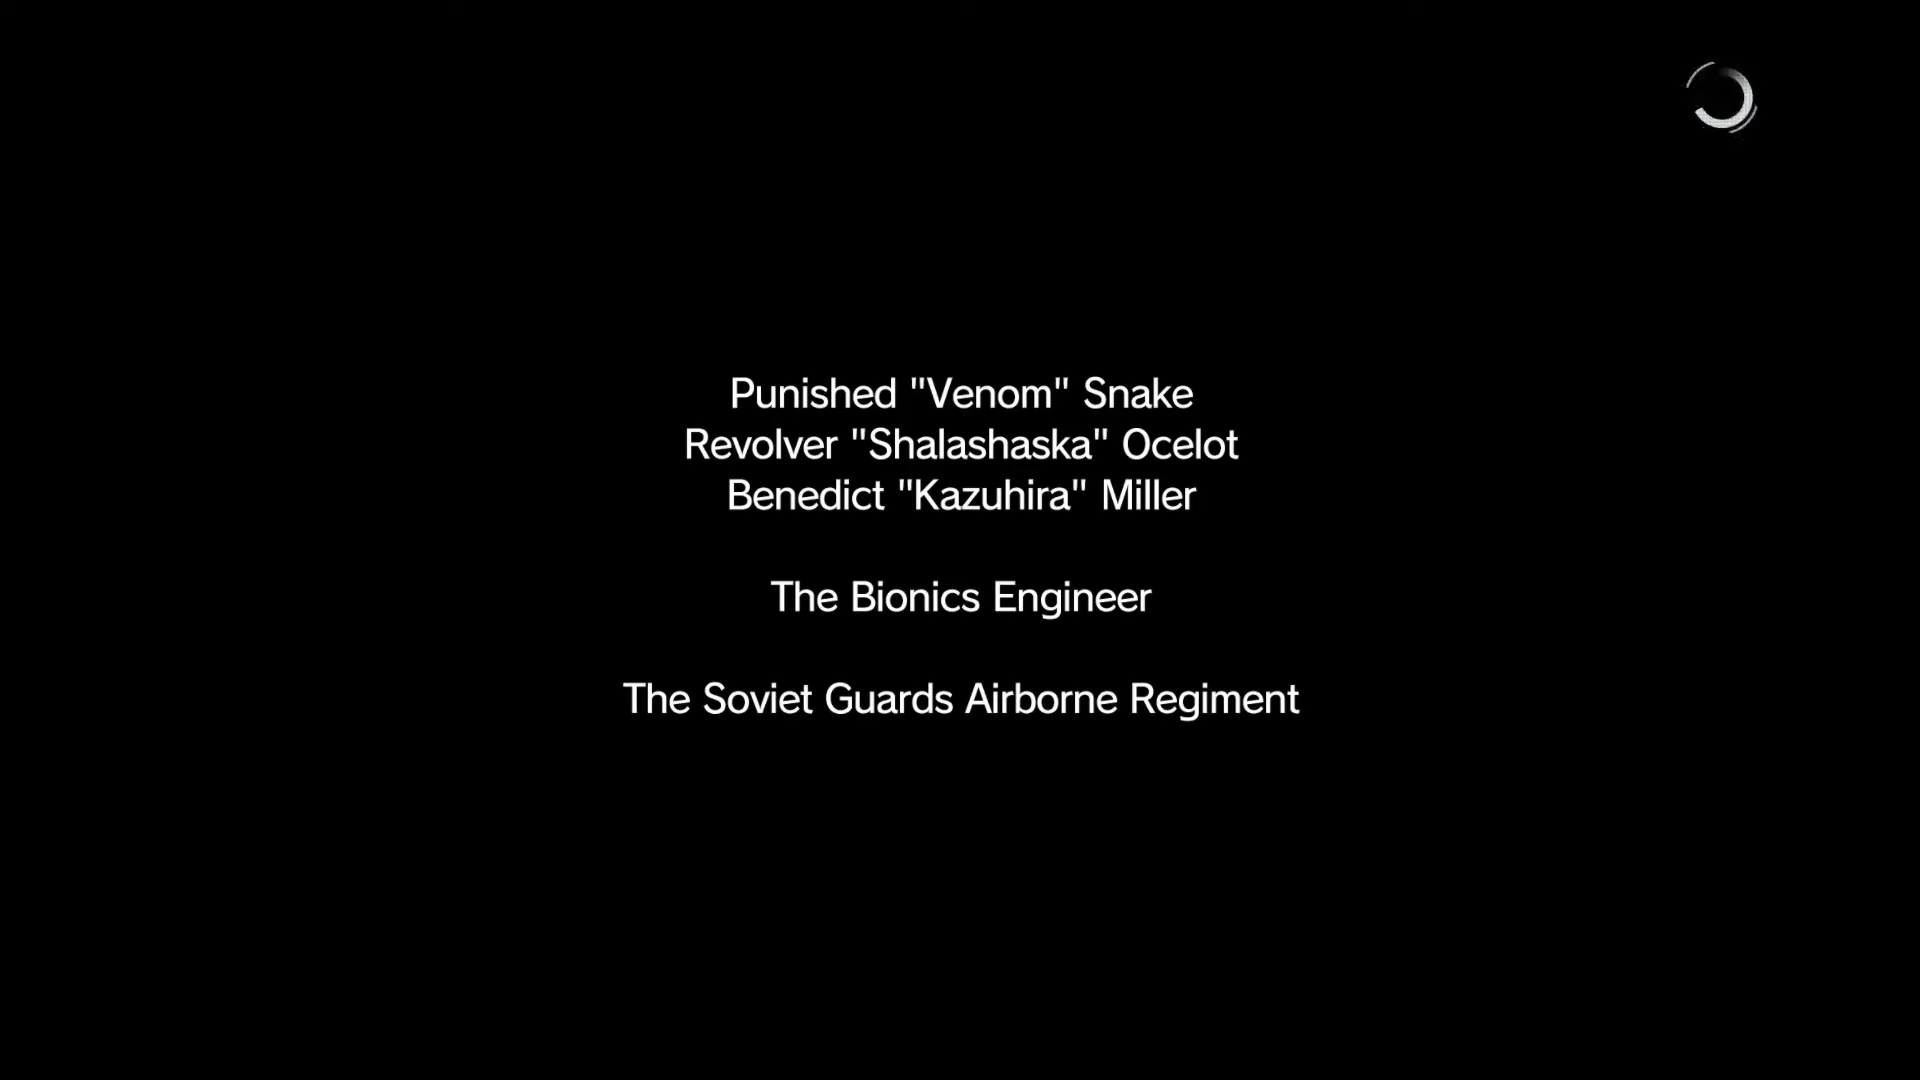 Punished "Venom" Snake
Revolver "Shalashaska" Ocelot
Benedict "Kazuhira" Miller
The Bionics Engineer
The Soviet Guards Airborne Regiment